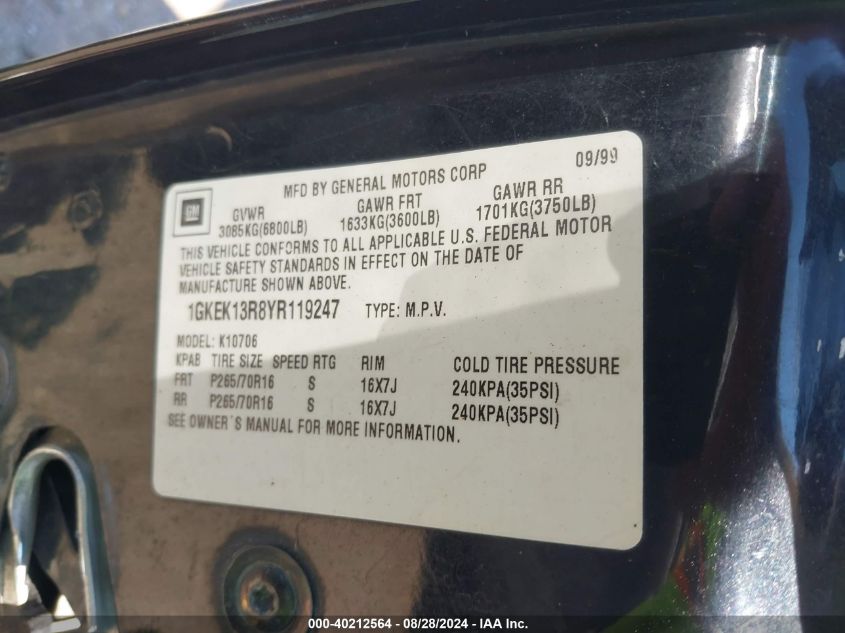 09/99
MFD BY GENERAL MOTORS CORP
GM
GVWR GAWR FRT GAWR RR
3085KG(6800LB) 1633KG(3600LB) 1701KG(3750LB)
THIS VEHICLE CONFORMS TO ALL APPLICABLE U.S. FEDERAL MOTOR
VEHICLE SAFETY STANDARDS IN EFFECT ON THE DATE OF
MANUFACTURE SHOWN ABOVE.
1GKEK13R8YR119247 TYPE: M.P.V.
MODEL: K10706
KPAB TIRE SIZE SPEED RTG RIM COLD TIRE PRESSURE
FRT P265/70R16 S 16X7J 240KPA(35PSI)
RR P265/70R16 S 16X7J 240KPA(35PSI)
SEE OWNER'S MANUAL FOR MORE INFORMATION.
000-40212564 - 08/28/2024 - IAA Inc.